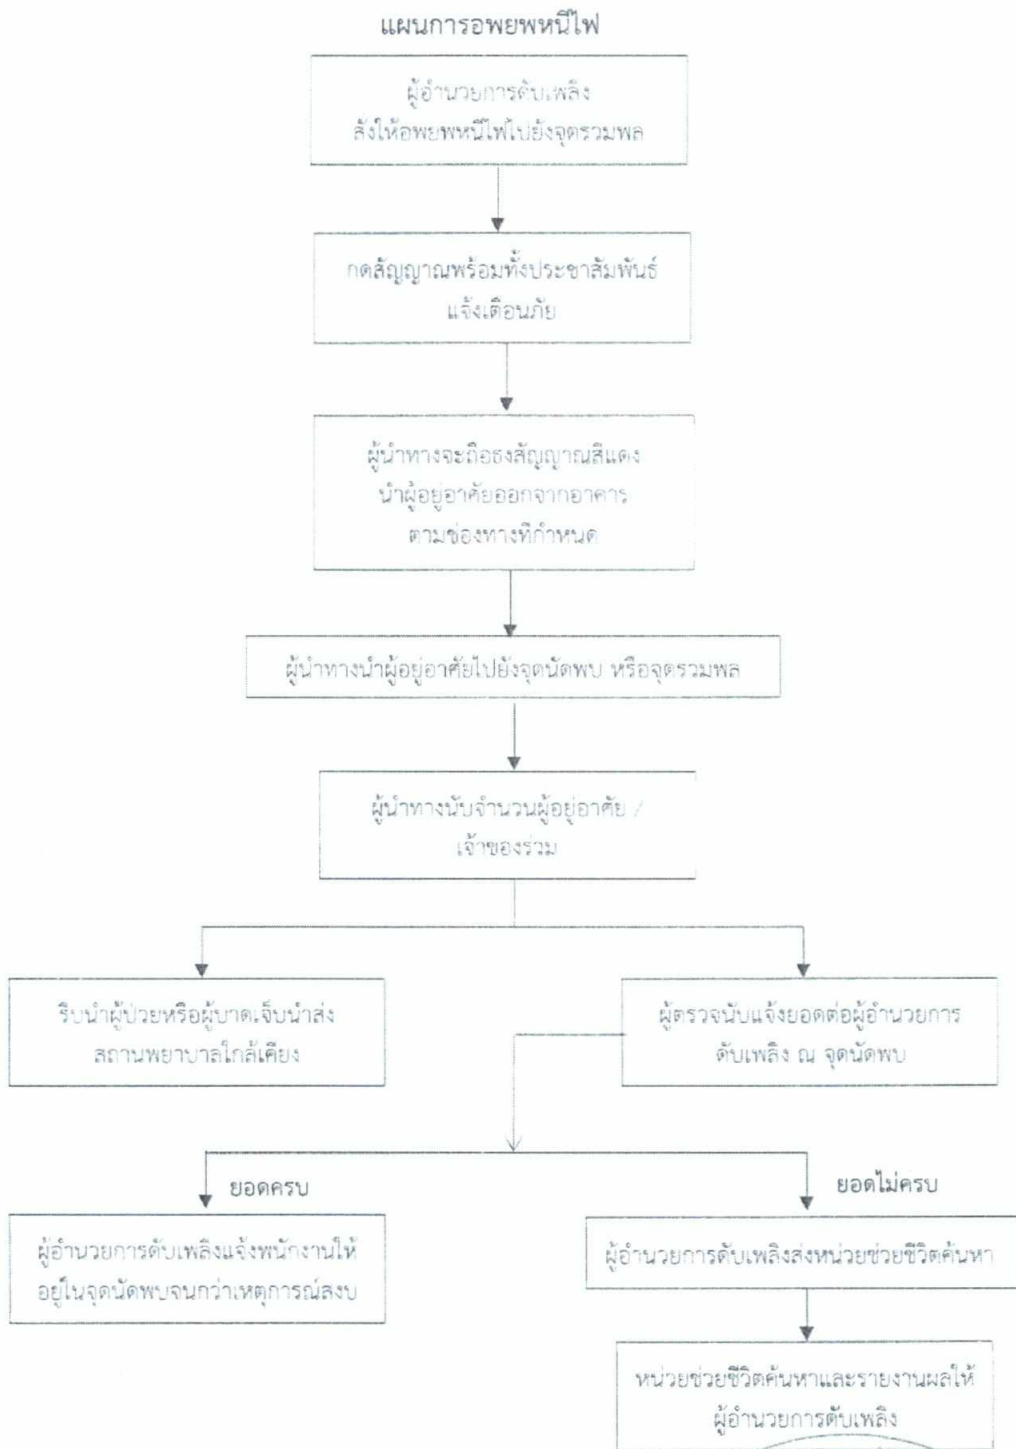 แผนการอพยพหนีไฟ
ผู้อำนวยการดับเพลิง
สั่งให้อพยพหนีไฟไปยังจุดรวมพล
กดสัญญาณพร้อมทั้งประชาสัมพันธ์
แจ้งเตือนภัย
ผู้นำทางจะถือธงสัญญาณสีแดง
นำผู้อยู่อาศัยออกจากอาคาร
ตามช่องทางที่กำหนด
ผู้นำทางนำผู้อยู่อาศัยไปยังจุดนัดพบ หรือจุดรวมพล
ผู้นำทางนับจำนวนผู้อยู่อาศัย /
เจ้าของร่วม
รีบนำผู้ป่วยหรือผู้บาดเจ็บนำส่ง
สถานพยาบาลใกล้เคียง
ผู้ตรวจนับแจ้งยอดต่อผู้อำนวยการ
ดับเพลิง ณ จุดนัดพบ
ยอดครบ
ยอดไม่ครบ
ผู้อำนวยการดับเพลิงแจ้งพนักงานให้
อยู่ในจุดนัดพบจนกว่าเหตุการณ์สงบ
ผู้อำนวยการดับเพลิงส่งหน่วยช่วยชีวิตค้นหา
หน่วยช่วยชีวิตค้นหาและรายงานผลให้
ผู้อำนวยการดับเพลิง